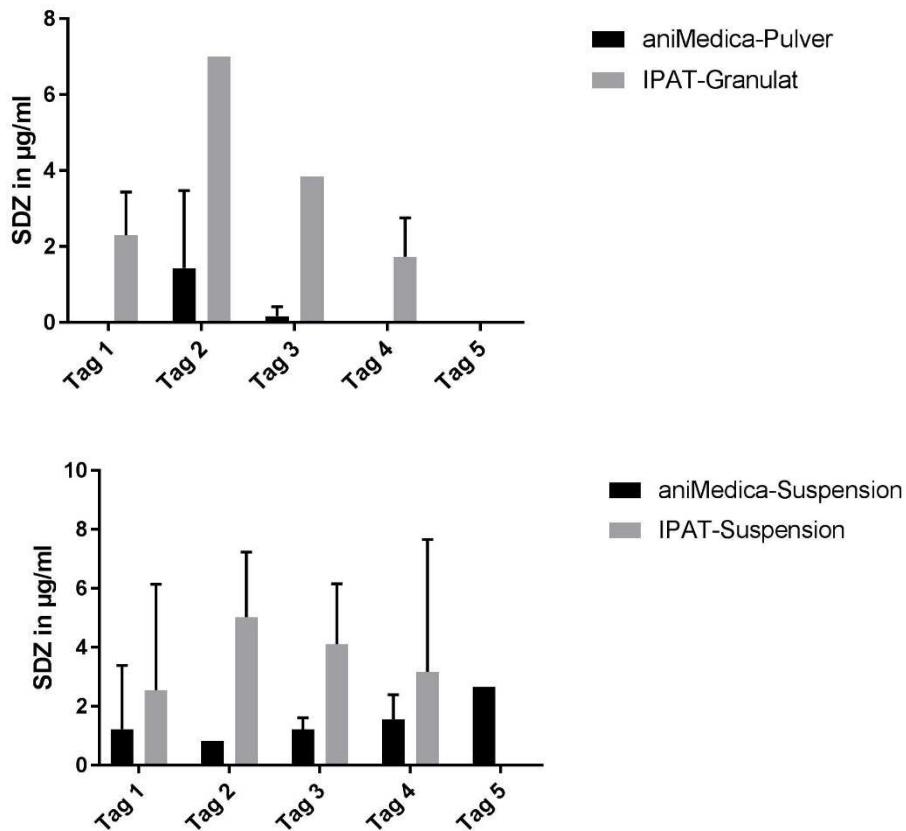 8
6
4
2
0
SDZ in µg/ml
Tag 1
Tag 2
Tag 3
Tag 4
Tag 5
aniMedica-Pulver
IPAT-Granulat
10
8
6
4
2
0
SDZ in µg/ml
Tag 1
Tag 2
Tag 3
Tag 4
Tag 5
aniMedica-Suspension
IPAT-Suspension